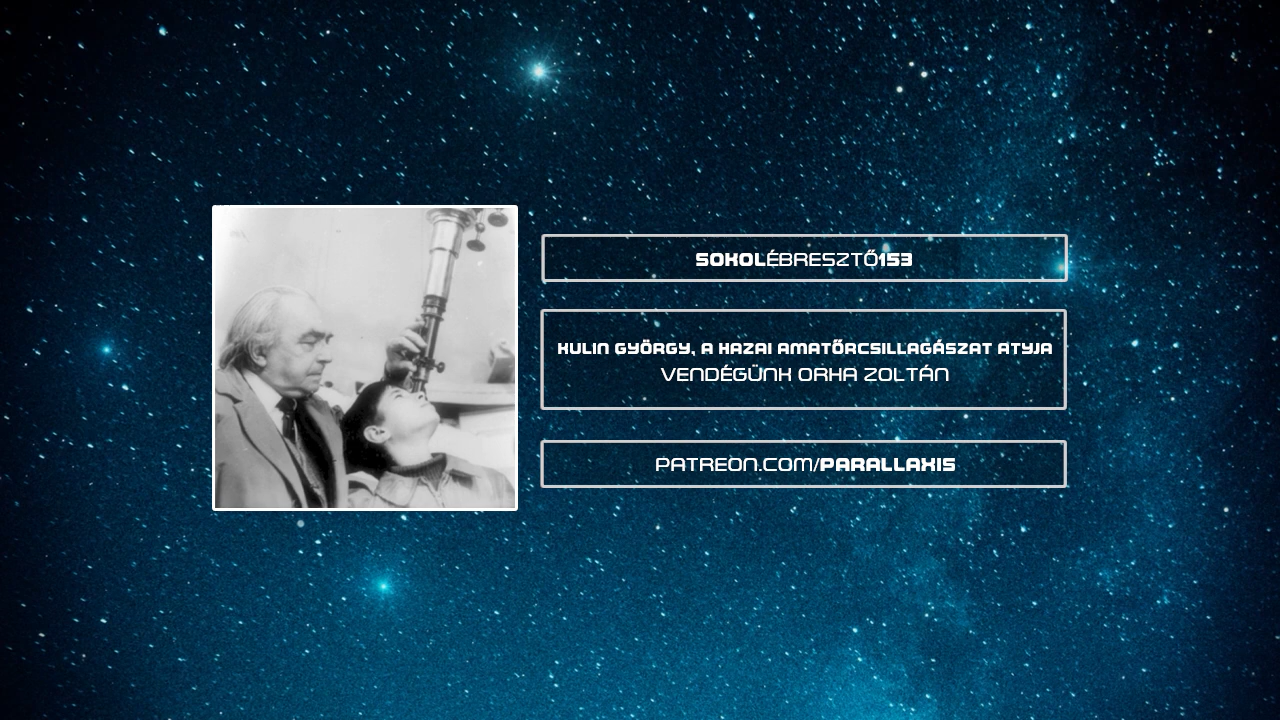 SOKOLÉBRESZTŐ153
KULIN GYÖRGY, A HAZAI AMATŐRCSILLAGÁSZAT ATYJA
VENDÉGÜNK ORHA ZOLTÁN
PATREON.COM/PARALLAXIS